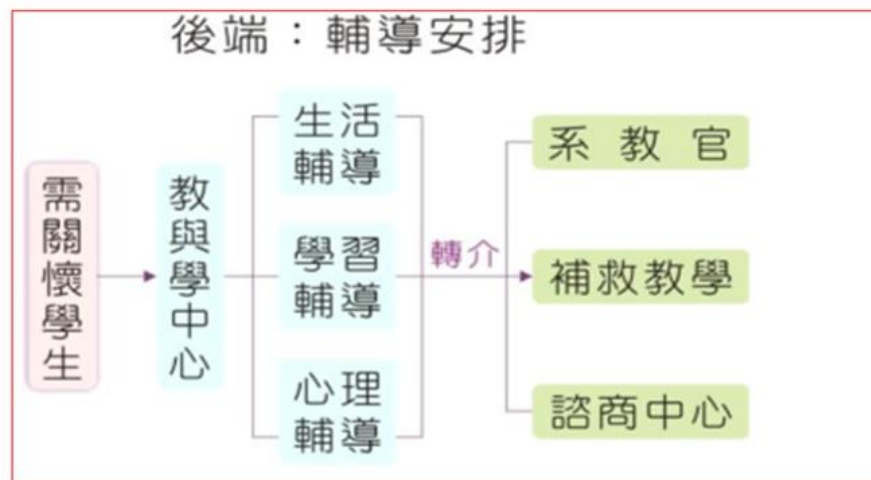 後端：輔導安排
需關懷學生
教與學中心
生活
輔導
學習
輔導
心理
輔導
轉介
系教官
補救教學
諮商中心